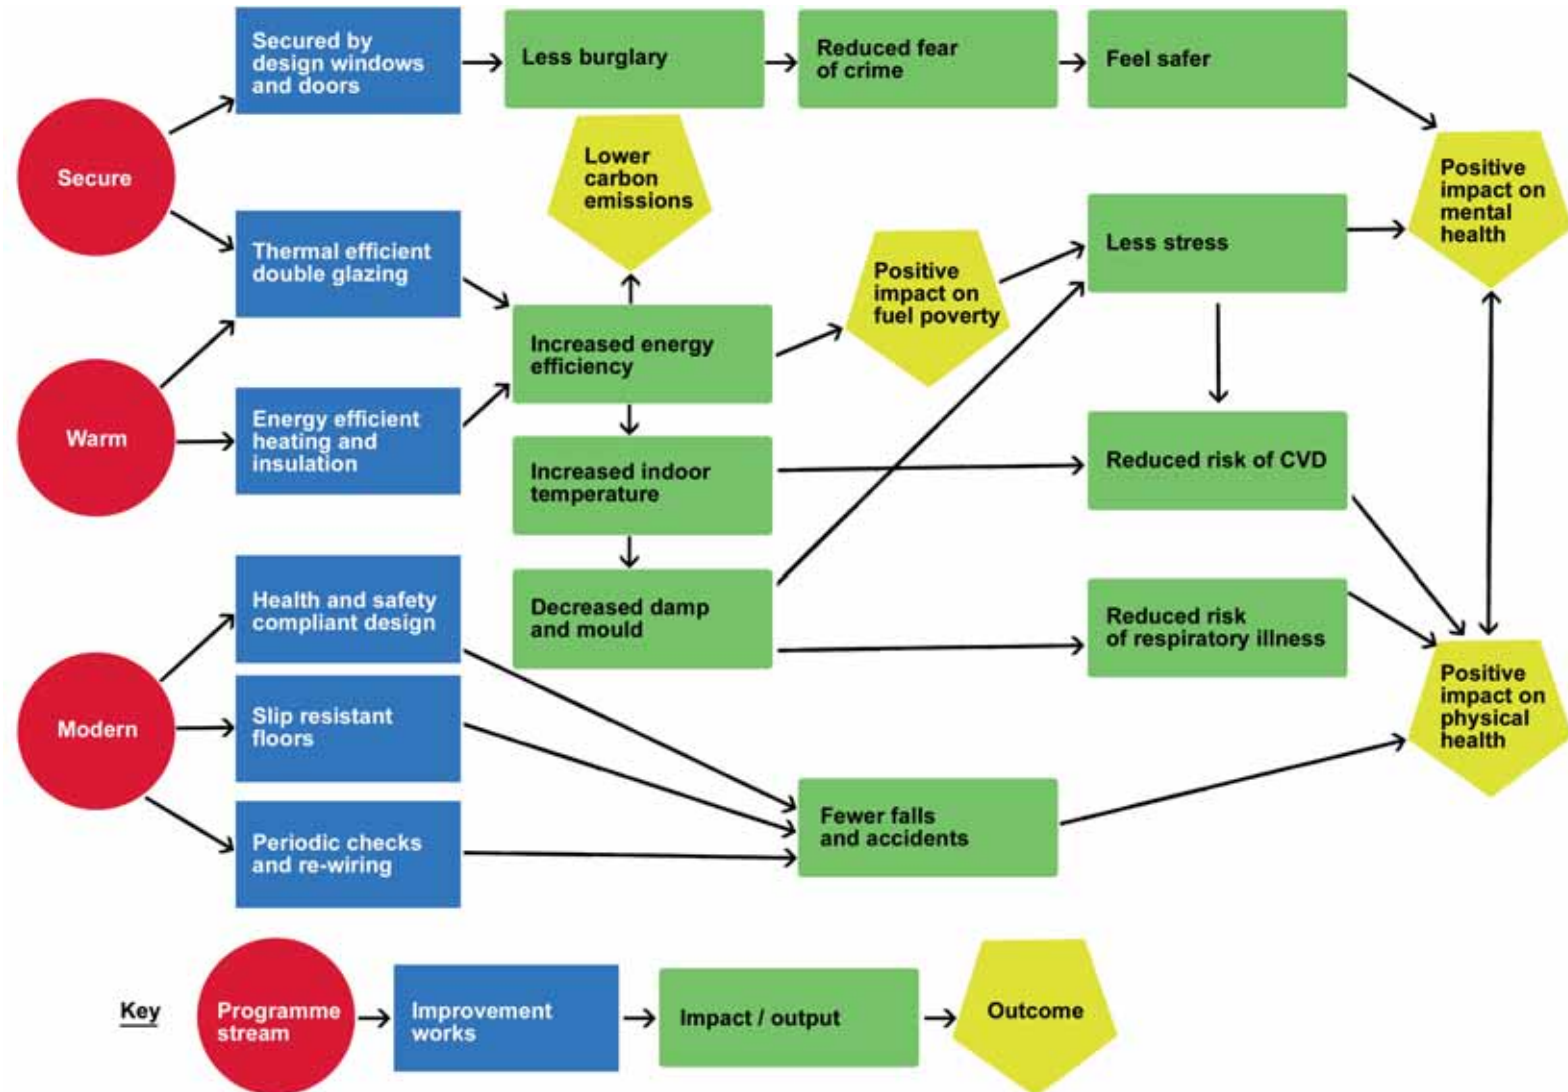 Secured by
design windows
and doors
Less burglary
Reduced fear
of crime
Feel safer
Secure
Lower
carbon
emissions
Positive
impact on
mental
health
Thermal efficient
double glazing
Less stress
Positive
impact on
fuel poverty
Increased energy
efficiency
Warm
Energy efficient
heating and
insulation
Increased indoor
temperature
Reduced risk of CVD
Health and safety
compliant design
Decreased damp
and mould
Reduced risk
of respiratory illness
Modern
Slip resistant
floors
Positive
impact on
physical
health
Periodic checks
and re-wiring
Fewer falls
and accidents
Key
Programme
stream
Improvement
works
Impact / output
Outcome